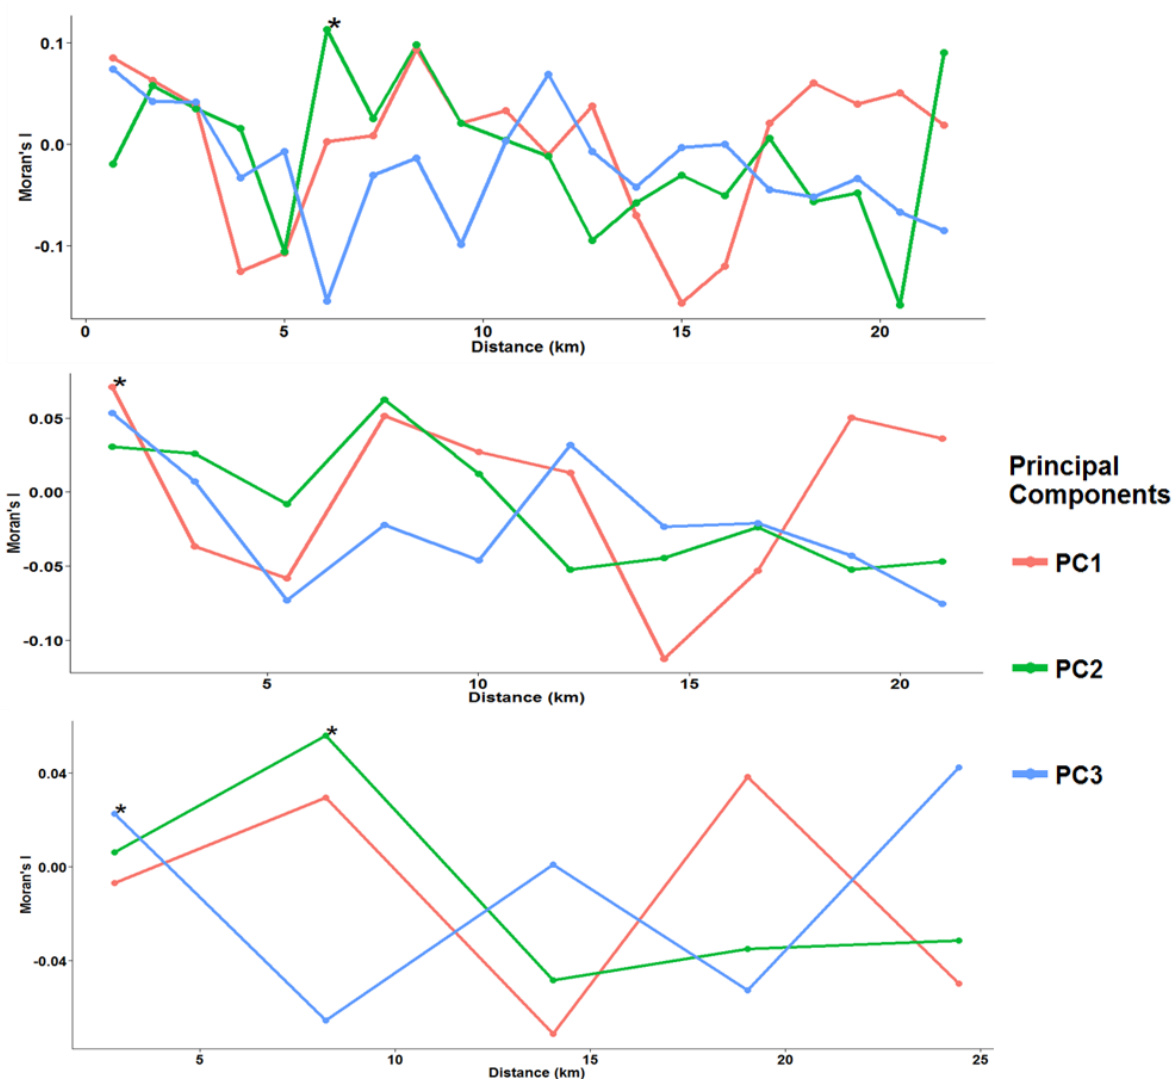 *
0.1
0.0
-0.1
Moran's I
0 5 10 15 20
Distance (km)
*
0.05
0.00
-0.05
-0.10
Moran's I
5 10 15 20
Distance (km)
*
*
0.04
0.00
-0.04
Moran's I
5 10 15 20 25
Distance (km)
Principal
Components
PC1
PC2
PC3